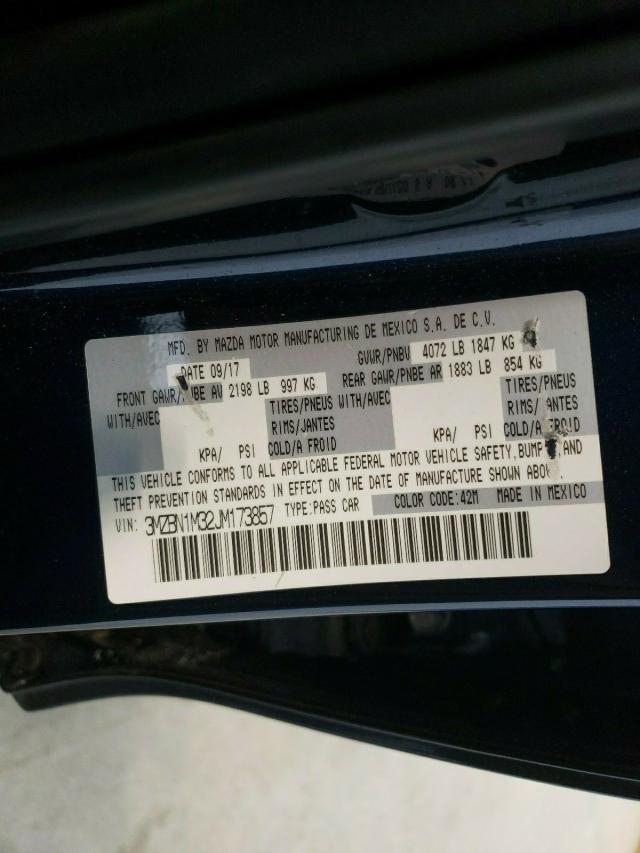 MFD. BY MAZDA MOTOR MANUFACTURING DE MEXICO S.A. DE C.V.
DATE 09/17 GVWR/PNBV 4072 LB 1847 KG
FRONT GAWR/ AV 2198 LB 997 KG REAR GAWR/PNBE AR 1883 LB 854 KG
WITH/AVEC TIRES/PNEUS WITH/AVEC TIRES/PNEUS
RIMS/JANTES RIMS/
KPA/ PSI COLD/A FROID KPA/ PSI COLD/A
THIS VEHICLE CONFORMS TO ALL APPLICABLE FEDERAL MOTOR VEHICLE SAFETY, AND
THEFT PREVENTION STANDARDS IN EFFECT ON THE DATE OF MANUFACTURE SHOWN
VIN: 3MZBN1M32JM173857 TYPE:PASS CAR COLOR CODE:42M MADE IN MEXICO